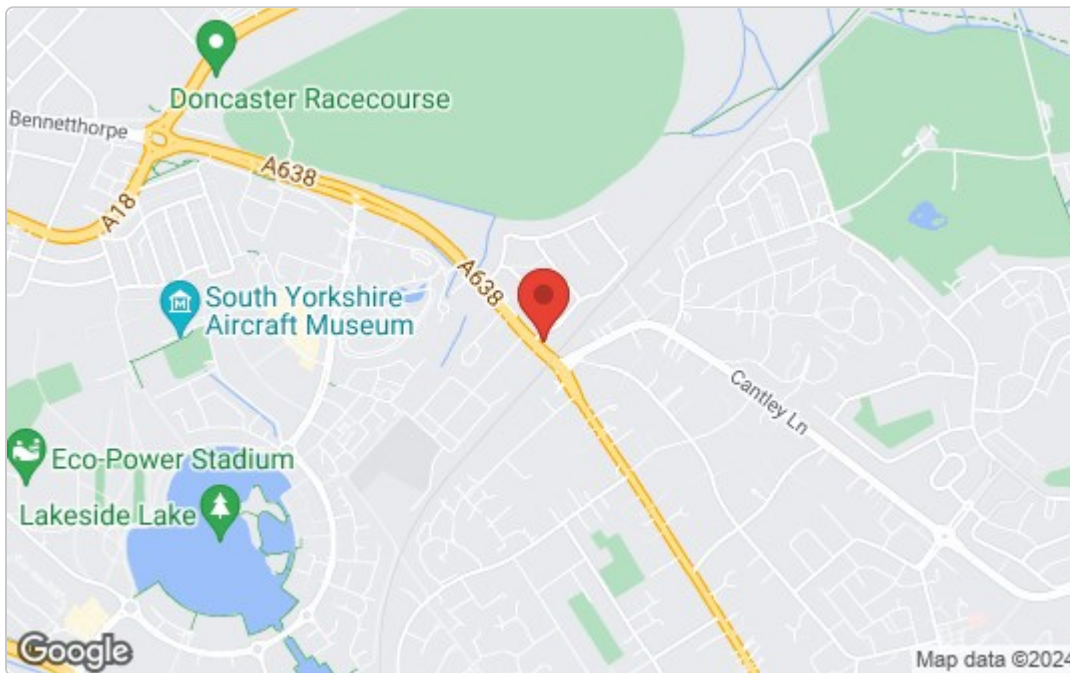 Doncaster Racecourse
Bennetthorpe
A638
A18
A638
South Yorkshire
Aircraft Museum
Cantley Ln
Eco-Power Stadium
Lakeside Lake
Google
Map data ©2024